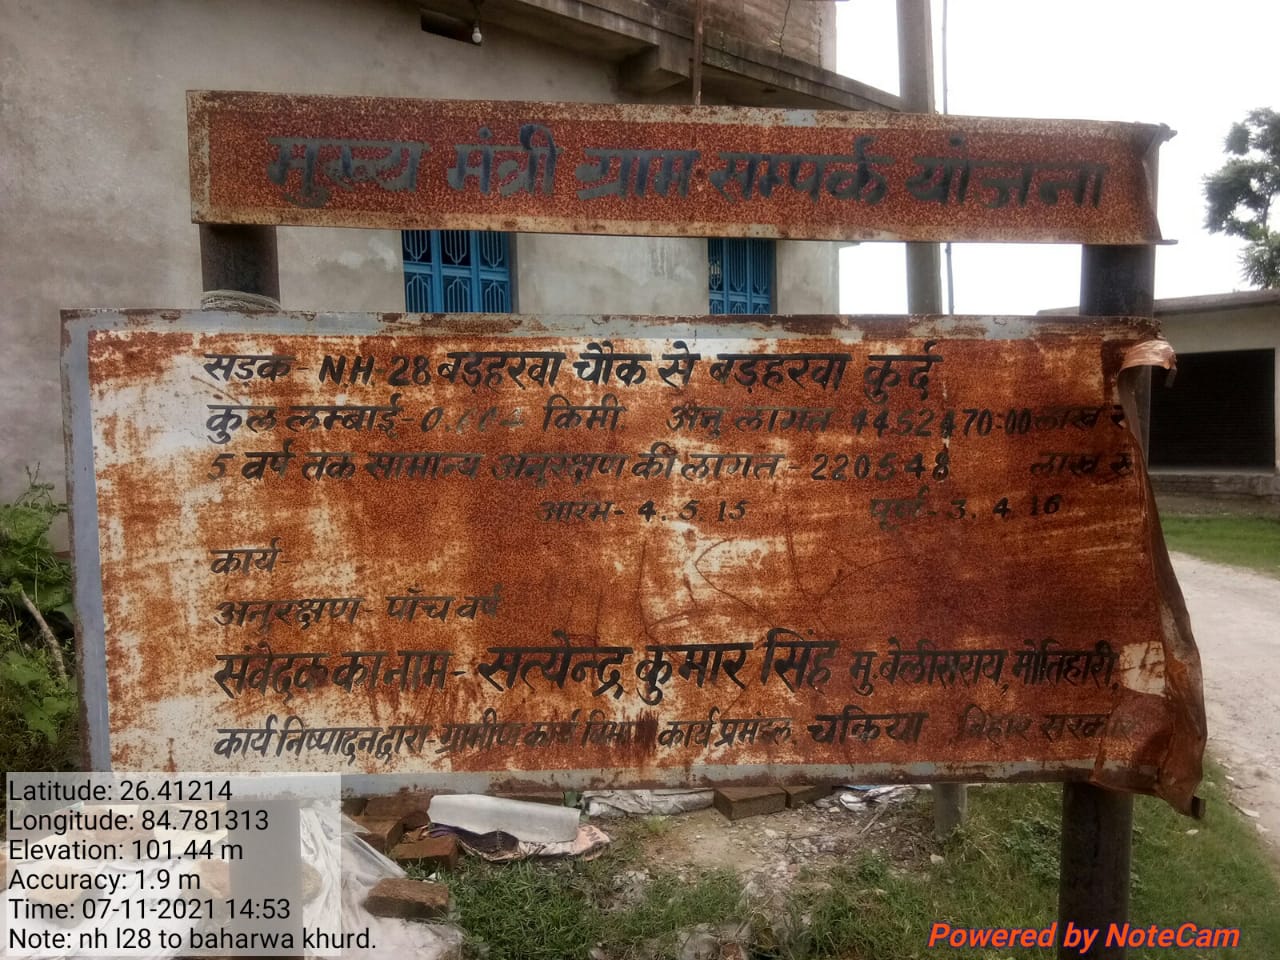 मुख्य मंत्री ग्राम सम्पर्क योजना
सड़क - NH-28 बड़हरवा चौक से बड़हरवा कुर्द
कुल लम्बाई- किमी अनु लागत लाख
5 वर्ष तक सामान्य अनुरक्षण की लागत - 220548 लाख
आरम- 4.5.15 पूर्ण- 3.4.16
कार्य-
अनुरक्षण- पाँच वर्ष
संवेदक का नाम- सत्येन्द्र कुमार सिंह मु. बेलीसराय, मोतिहारी,
कार्य निष्पादन द्वारा- ग्रामीण कार्य विभाग कार्य प्रमंडल चकिया बिहार सरकार
Latitude: 26.41214
Longitude: 84.781313
Elevation: 101.44 m
Accuracy: 1.9 m
Time: 07-11-2021 14:53
Note: nh l28 to baharwa khurd.
Powered by NoteCam